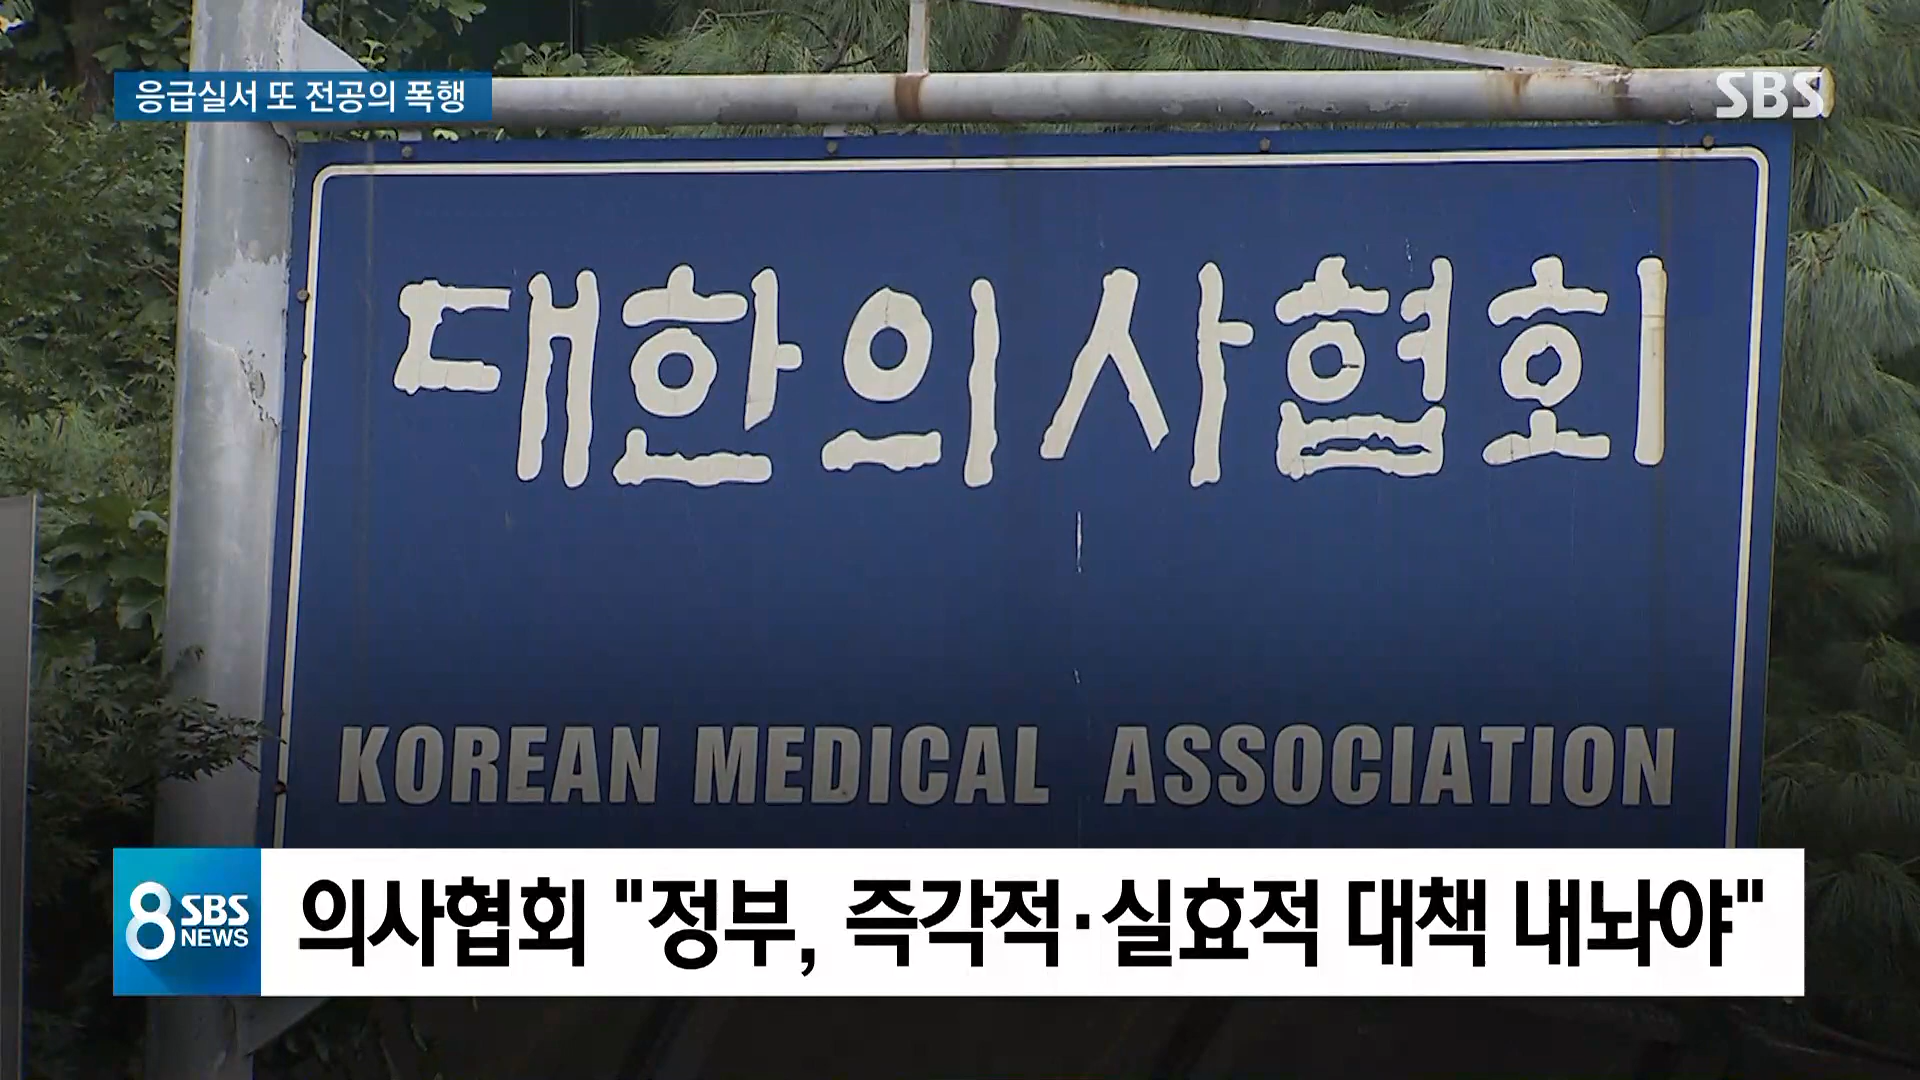 응급실서 또 전공의 폭행
SBS
대한의사협회
KOREAN MEDICAL ASSOCIATION
8 SBS NEWS
의사협회 "정부, 즉각적·실효적 대책 내놔야"